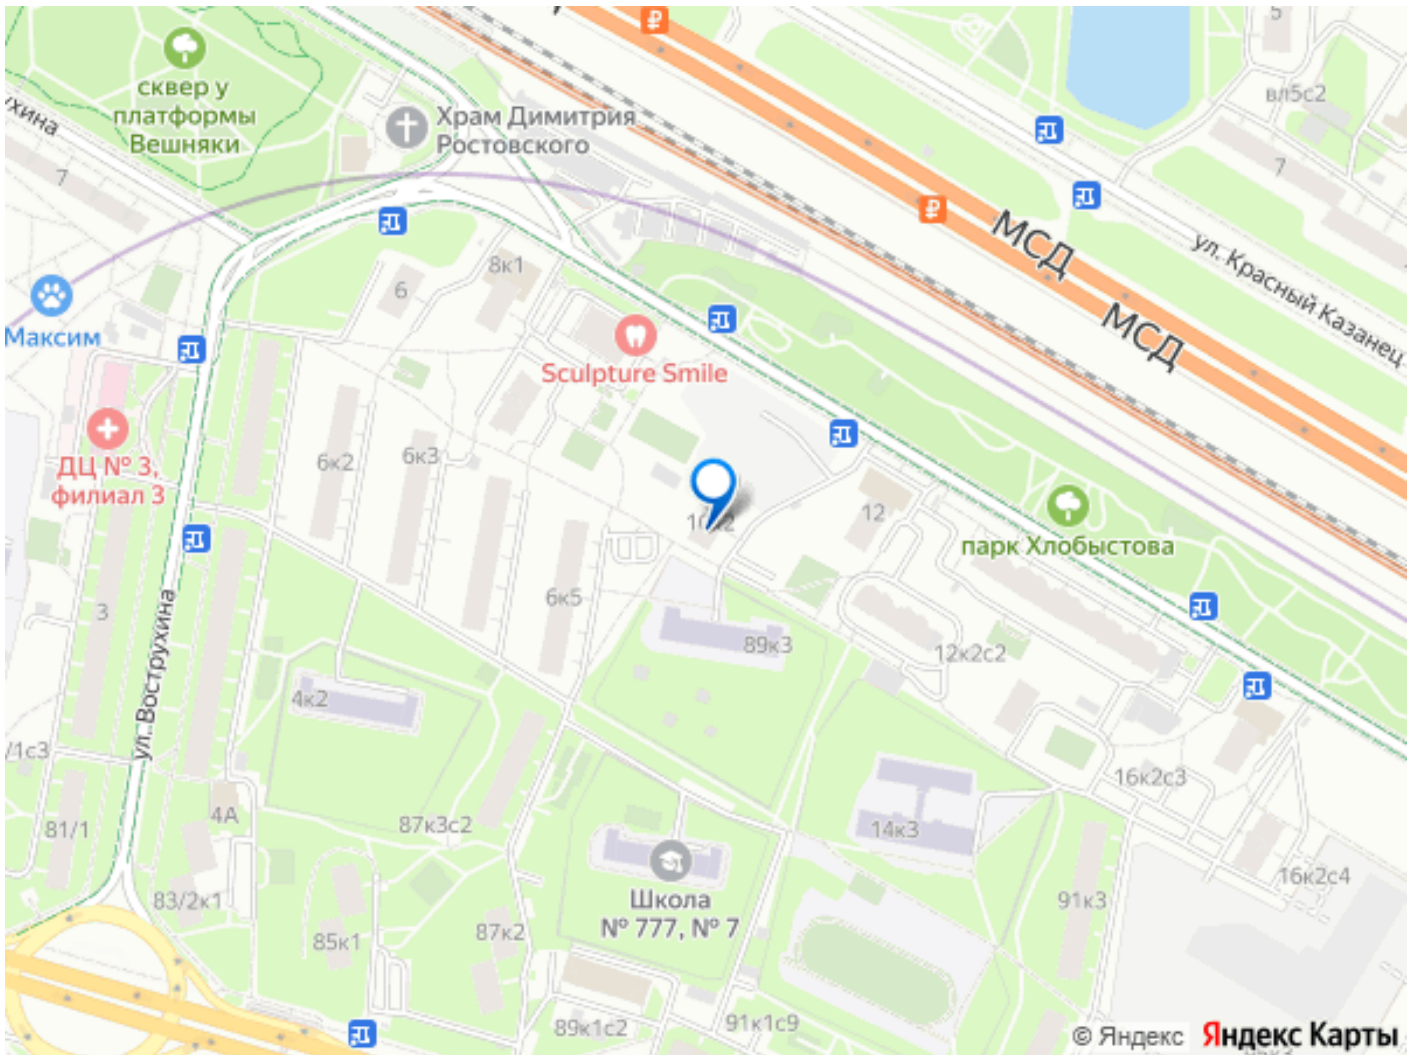 сквер у
платформы
Вешняки
Храм Димитрия
Ростовского
5
вл5с2
7
7
МСД
МСД
ул. Красный Казанец
8к1
6
Максим
Sculpture Smile
ДЦ № 3,
филиал 3
6к2
6к3
12
парк Хлобыстова
6к5
3
89к3
12к2с2
4к2
ул. Вострухина
/1с3
16к2с3
81/1
4А
87к3с2
14к3
16к2с4
83/2к1
Школа
№ 777, № 7
91к3
85к1
87к2
89к1с2
91к1с9
© Яндекс
Яндекс Карты